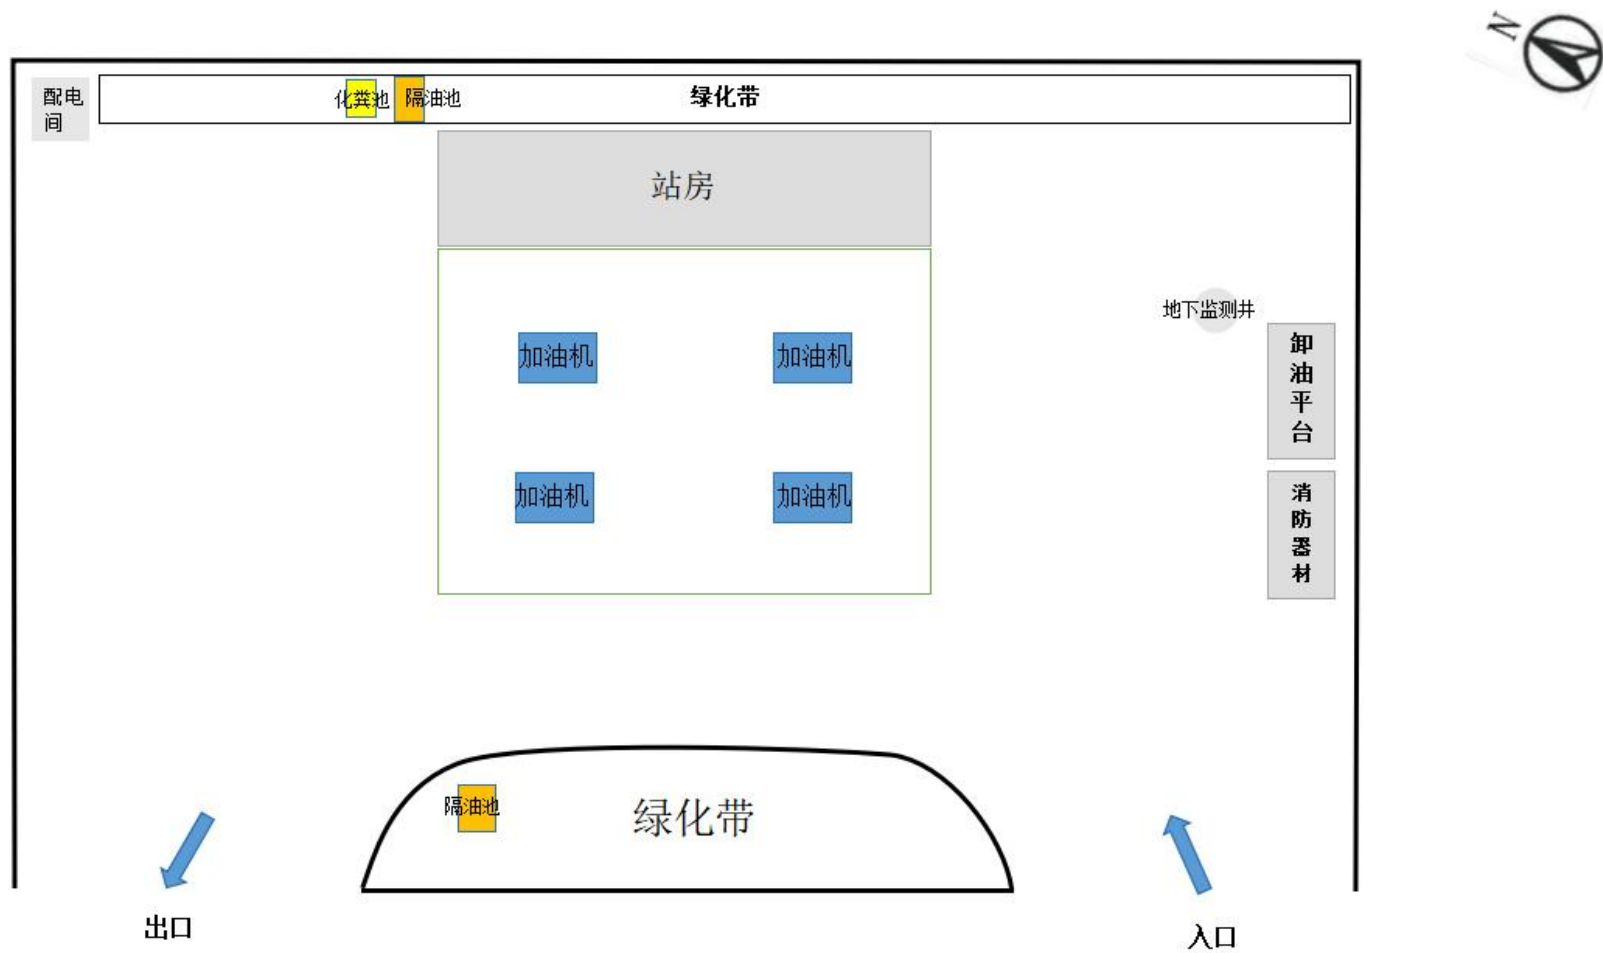 N
配电
间
化粪池
隔油池
绿化带
站房
地下监测井
加油机
加油机
卸
油
平
台
加油机
加油机
消
防
器
材
隔油池
绿化带
出口
入口